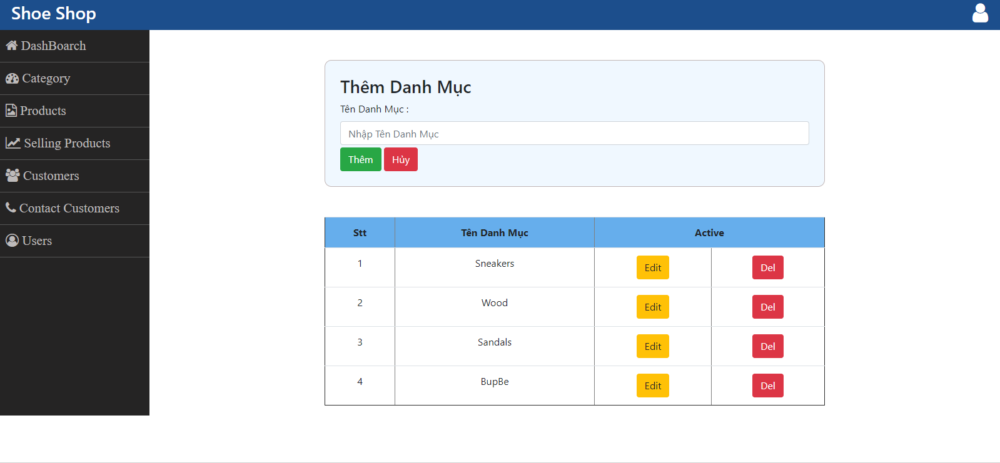 Shoe Shop
DashBoarch
Category
Products
Selling Products
Customers
Contact Customers
Users
Thêm Danh Mục
Tên Danh Mục :
Nhập Tên Danh Mục
Thêm Hủy
Stt Tên Danh Mục Active
1 Sneakers Edit Del
2 Wood Edit Del
3 Sandals Edit Del
4 BupBe Edit Del